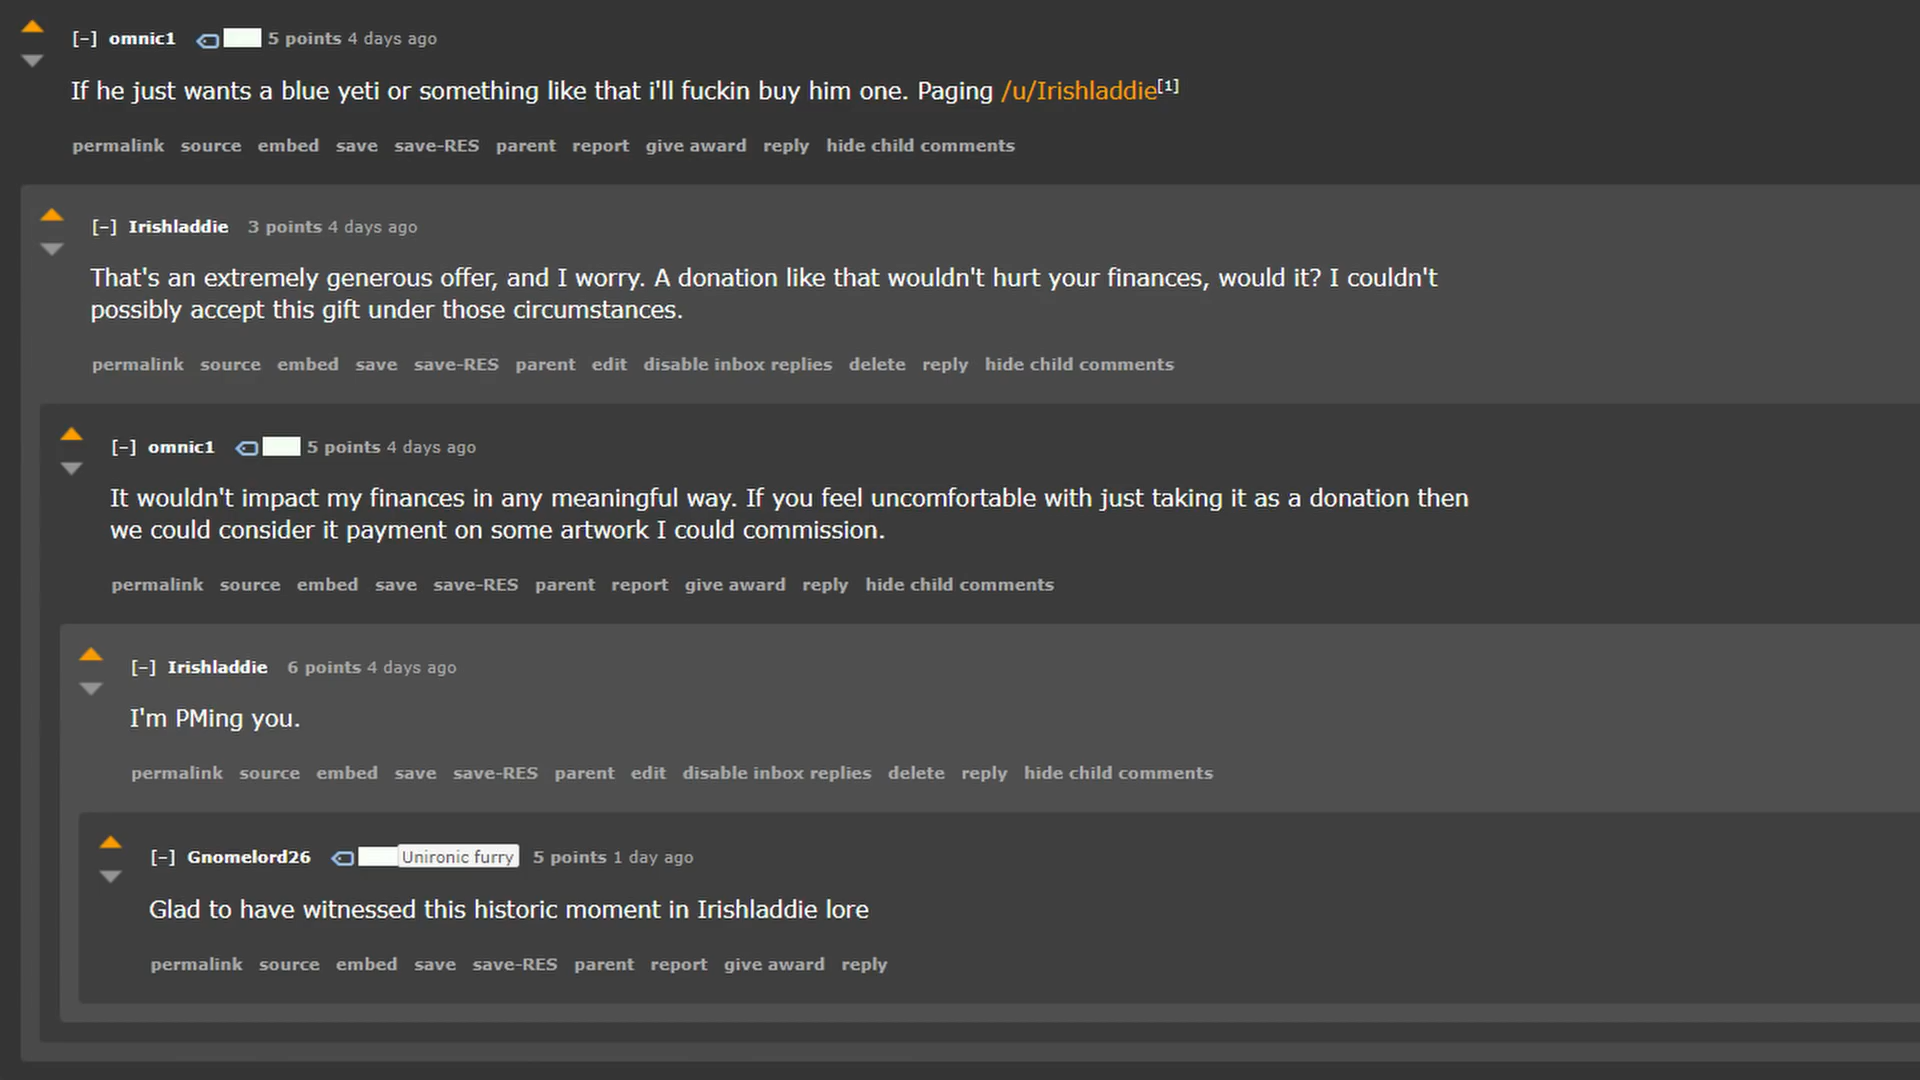 [–] omnic1 5 points 4 days ago
If he just wants a blue yeti or something like that i'll fuckin buy him one. Paging /u/Irishladdie[1]
permalink source embed save save-RES parent report give award reply hide child comments
[–] Irishladdie 3 points 4 days ago
That's an extremely generous offer, and I worry. A donation like that wouldn't hurt your finances, would it? I couldn't
possibly accept this gift under those circumstances.
permalink source embed save save-RES parent edit disable inbox replies delete reply hide child comments
[–] omnic1 5 points 4 days ago
It wouldn't impact my finances in any meaningful way. If you feel uncomfortable with just taking it as a donation then
we could consider it payment on some artwork I could commission.
permalink source embed save save-RES parent report give award reply hide child comments
[–] Irishladdie 6 points 4 days ago
I'm PMing you.
permalink source embed save save-RES parent edit disable inbox replies delete reply hide child comments
[–] Gnomelord26 Unironic furry 5 points 1 day ago
Glad to have witnessed this historic moment in Irishladdie lore
permalink source embed save save-RES parent report give award reply